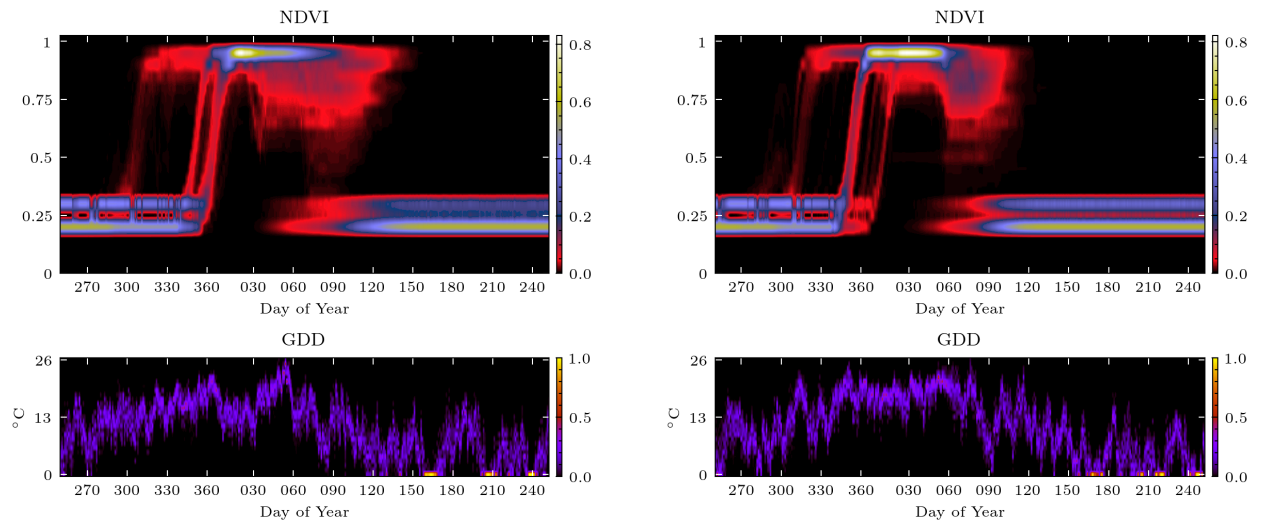 NDVI NDVI
1 0.8 1 0.8
0.75 0.6 0.75 0.6
0.5 0.4 0.5 0.4
0.25 0.2 0.25 0.2
0 0.0 0 0.0
270 300 330 360 030 060 090 120 150 180 210 240 270 300 330 360 030 060 090 120 150 180 210 240
Day of Year Day of Year
GDD GDD
26 1.0 26 1.0
°C 13 0.5 °C 13 0.5
0 0.0 0 0.0
270 300 330 360 030 060 090 120 150 180 210 240 270 300 330 360 030 060 090 120 150 180 210 240
Day of Year Day of Year